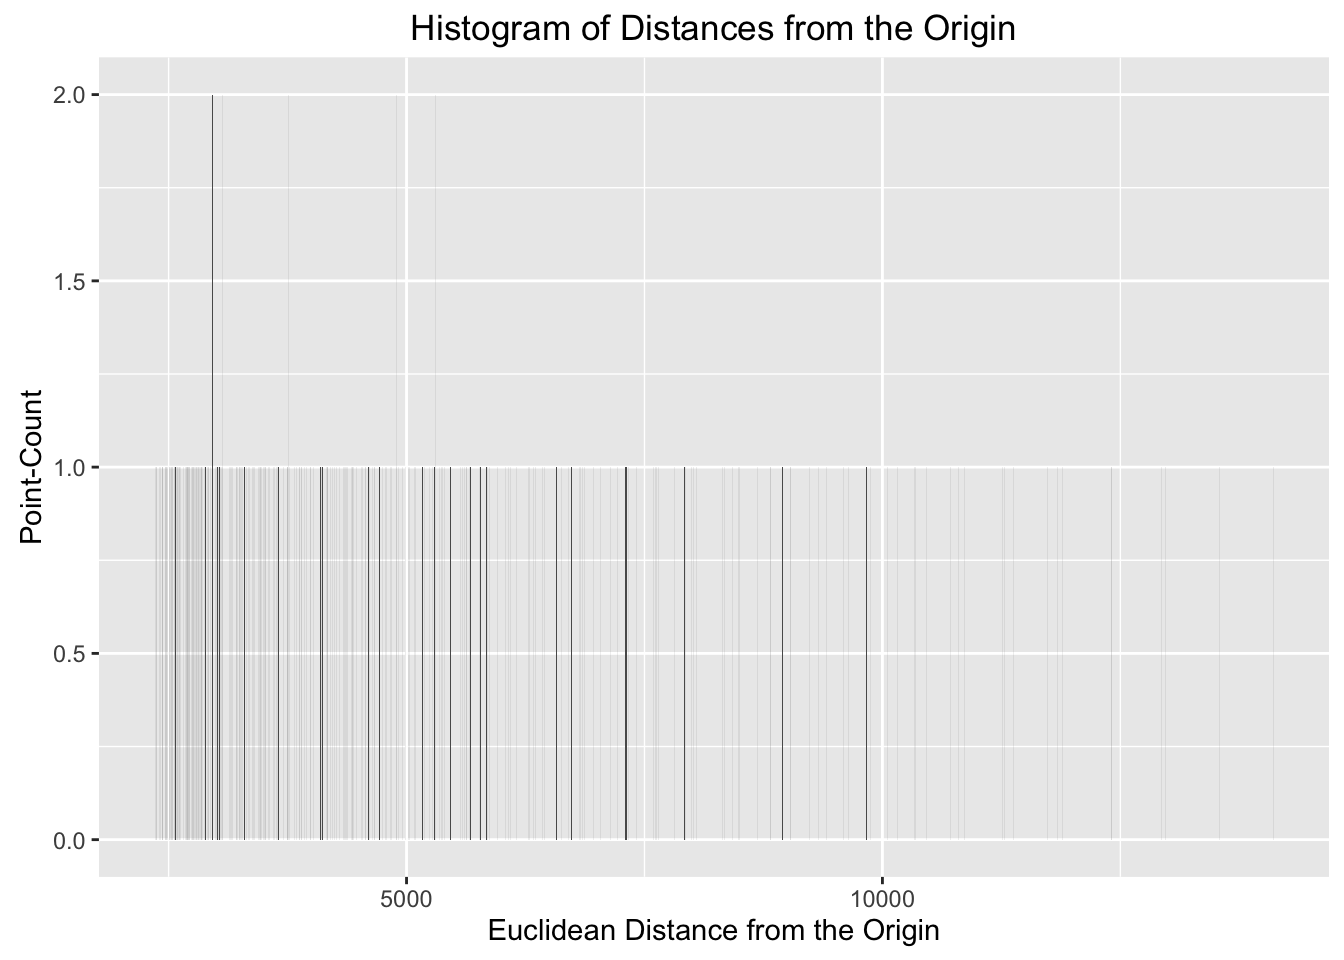 Histogram of Distances from the Origin
2.0
1.5
1.0
0.5
0.0
Point-Count
5000
10000
Euclidean Distance from the Origin